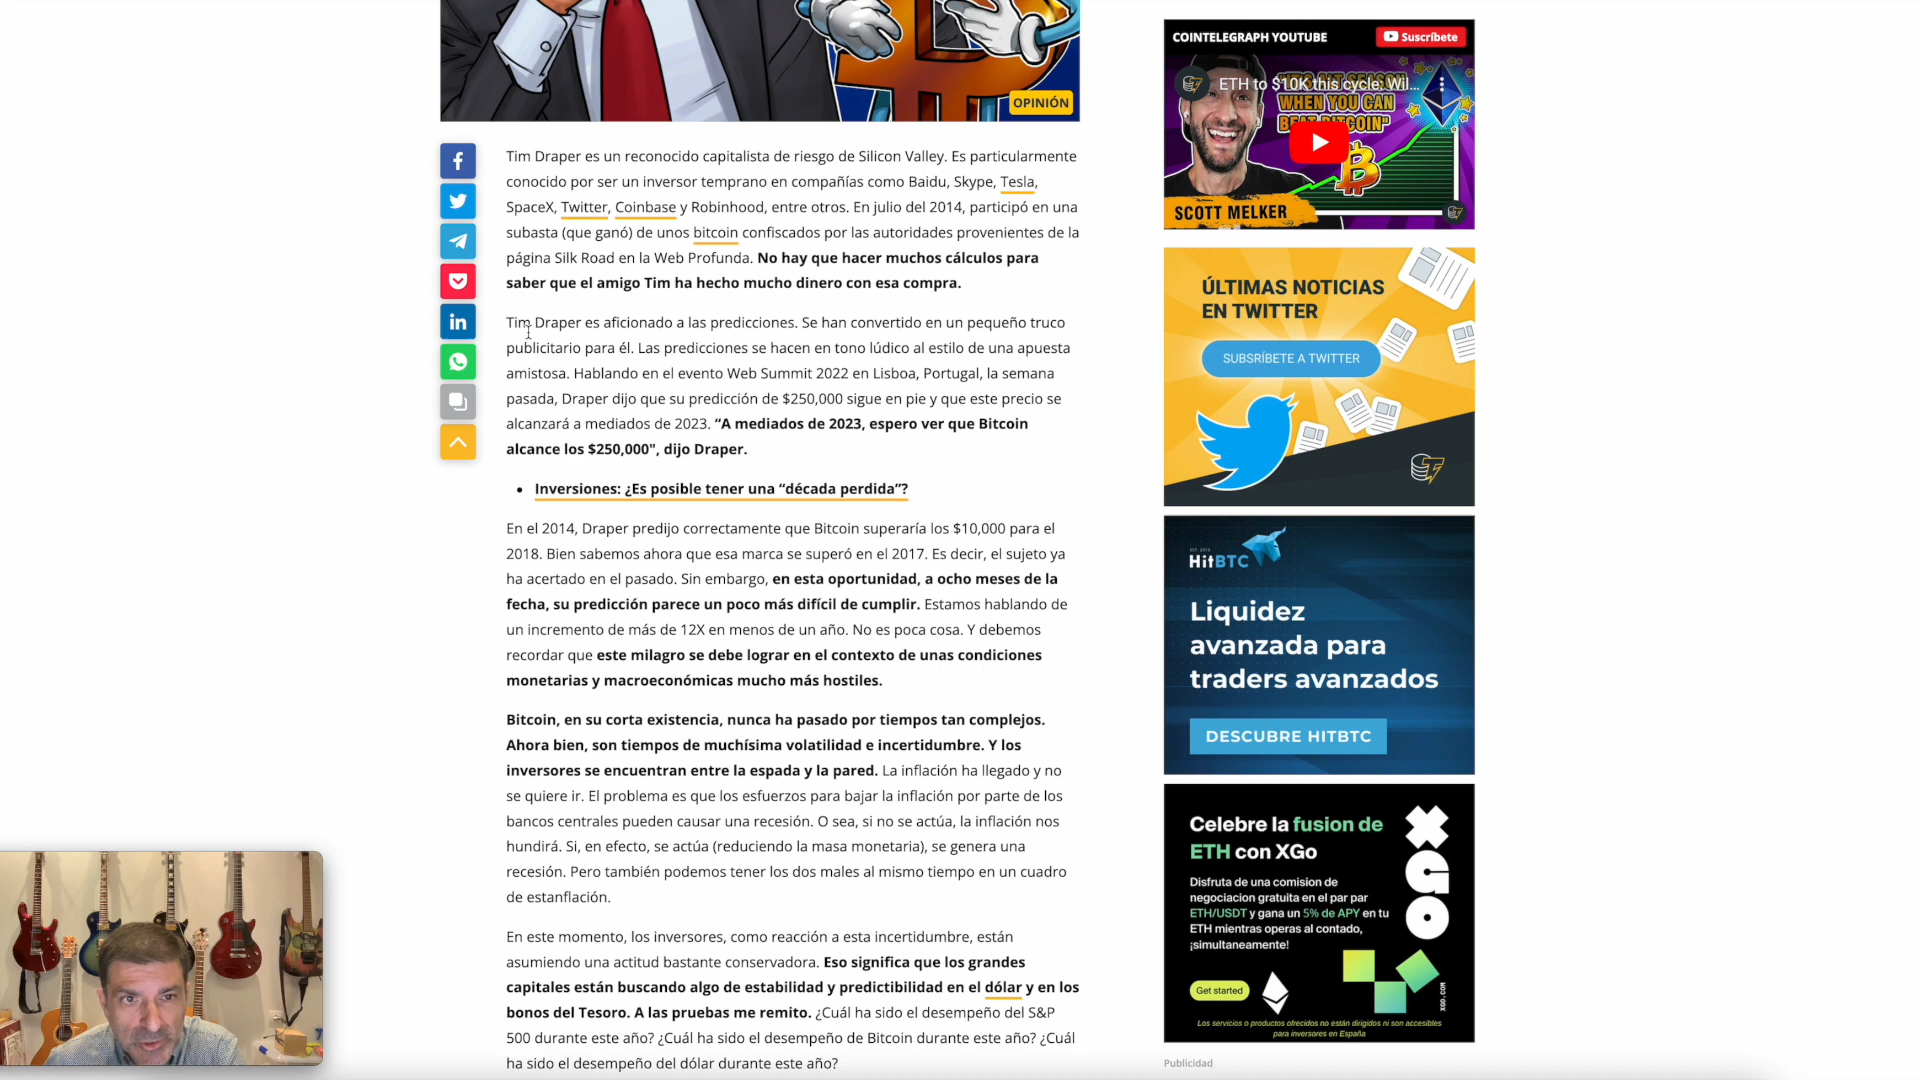 OPINIÓN
Tim Draper es un reconocido capitalista de riesgo de Silicon Valley. Es particularmente
conocido por ser un inversor temprano en compañías como Baidu, Skype, Tesla,
SpaceX, Twitter, Coinbase y Robinhood, entre otros. En julio del 2014, participó en una
subasta (que ganó) de unos bitcoin confiscados por las autoridades provenientes de la
página Silk Road en la Web Profunda. No hay que hacer muchos cálculos para
saber que el amigo Tim ha hecho mucho dinero con esa compra.
Tim Draper es aficionado a las predicciones. Se han convertido en un pequeño truco
publicitario para él. Las predicciones se hacen en tono lúdico al estilo de una apuesta
amistosa. Hablando en el evento Web Summit 2022 en Lisboa, Portugal, la semana
pasada, Draper dijo que su predicción de $250,000 sigue en pie y que este precio se
alcanzará a mediados de 2023. “A mediados de 2023, espero ver que Bitcoin
alcance los $250,000", dijo Draper.
• Inversiones: ¿Es posible tener una “década perdida”?
En el 2014, Draper predijo correctamente que Bitcoin superaría los $10,000 para el
2018. Bien sabemos ahora que esa marca se superó en el 2017. Es decir, el sujeto ya
ha acertado en el pasado. Sin embargo, en esta oportunidad, a ocho meses de la
fecha, su predicción parece un poco más difícil de cumplir. Estamos hablando de
un incremento de más de 12X en menos de un año. No es poca cosa. Y debemos
recordar que este milagro se debe lograr en el contexto de unas condiciones
monetarias y macroeconómicas mucho más hostiles.
Bitcoin, en su corta existencia, nunca ha pasado por tiempos tan complejos.
Ahora bien, son tiempos de muchísima volatilidad e incertidumbre. Y los
inversores se encuentran entre la espada y la pared. La inflación ha llegado y no
se quiere ir. El problema es que los esfuerzos para bajar la inflación por parte de los
bancos centrales pueden causar una recesión. O sea, si no se actúa, la inflación nos
hundirá. Si, en efecto, se actúa (reduciendo la masa monetaria), se genera una
recesión. Pero también podemos tener los dos males al mismo tiempo en un cuadro
de estanflación.
En este momento, los inversores, como reacción a esta incertidumbre, están
asumiendo una actitud bastante conservadora. Eso significa que los grandes
capitales están buscando algo de estabilidad y predictibilidad en el dólar y en los
bonos del Tesoro. A las pruebas me remito. ¿Cuál ha sido el desempeño del S&P
500 durante este año? ¿Cuál ha sido el desempeño de Bitcoin durante este año? ¿Cuál
ha sido el desempeño del dólar durante este año?
COINTELEGRAPH YOUTUBE
Suscríbete
ETH to $10K this cycle: Wil...
WHEN YOU CAN
BEAT BITCOIN"
SCOTT MELKER
ÚLTIMAS NOTICIAS
EN TWITTER
SUBSRÍBETE A TWITTER
HitBTC
Liquidez
avanzada para
traders avanzados
DESCUBRE HITBTC
Celebre la fusion de
ETH con XGo
XGO
Disfruta de una comision de
negociacion gratuita en el par par
ETH/USDT y gana un 5% de APY en tu
ETH mientras operas al contado,
¡simultaneamente!
Get started
XGO.COM
Los servicios o productos ofrecidos no están dirigidos ni son accesibles
para inversores en España
Publicidad